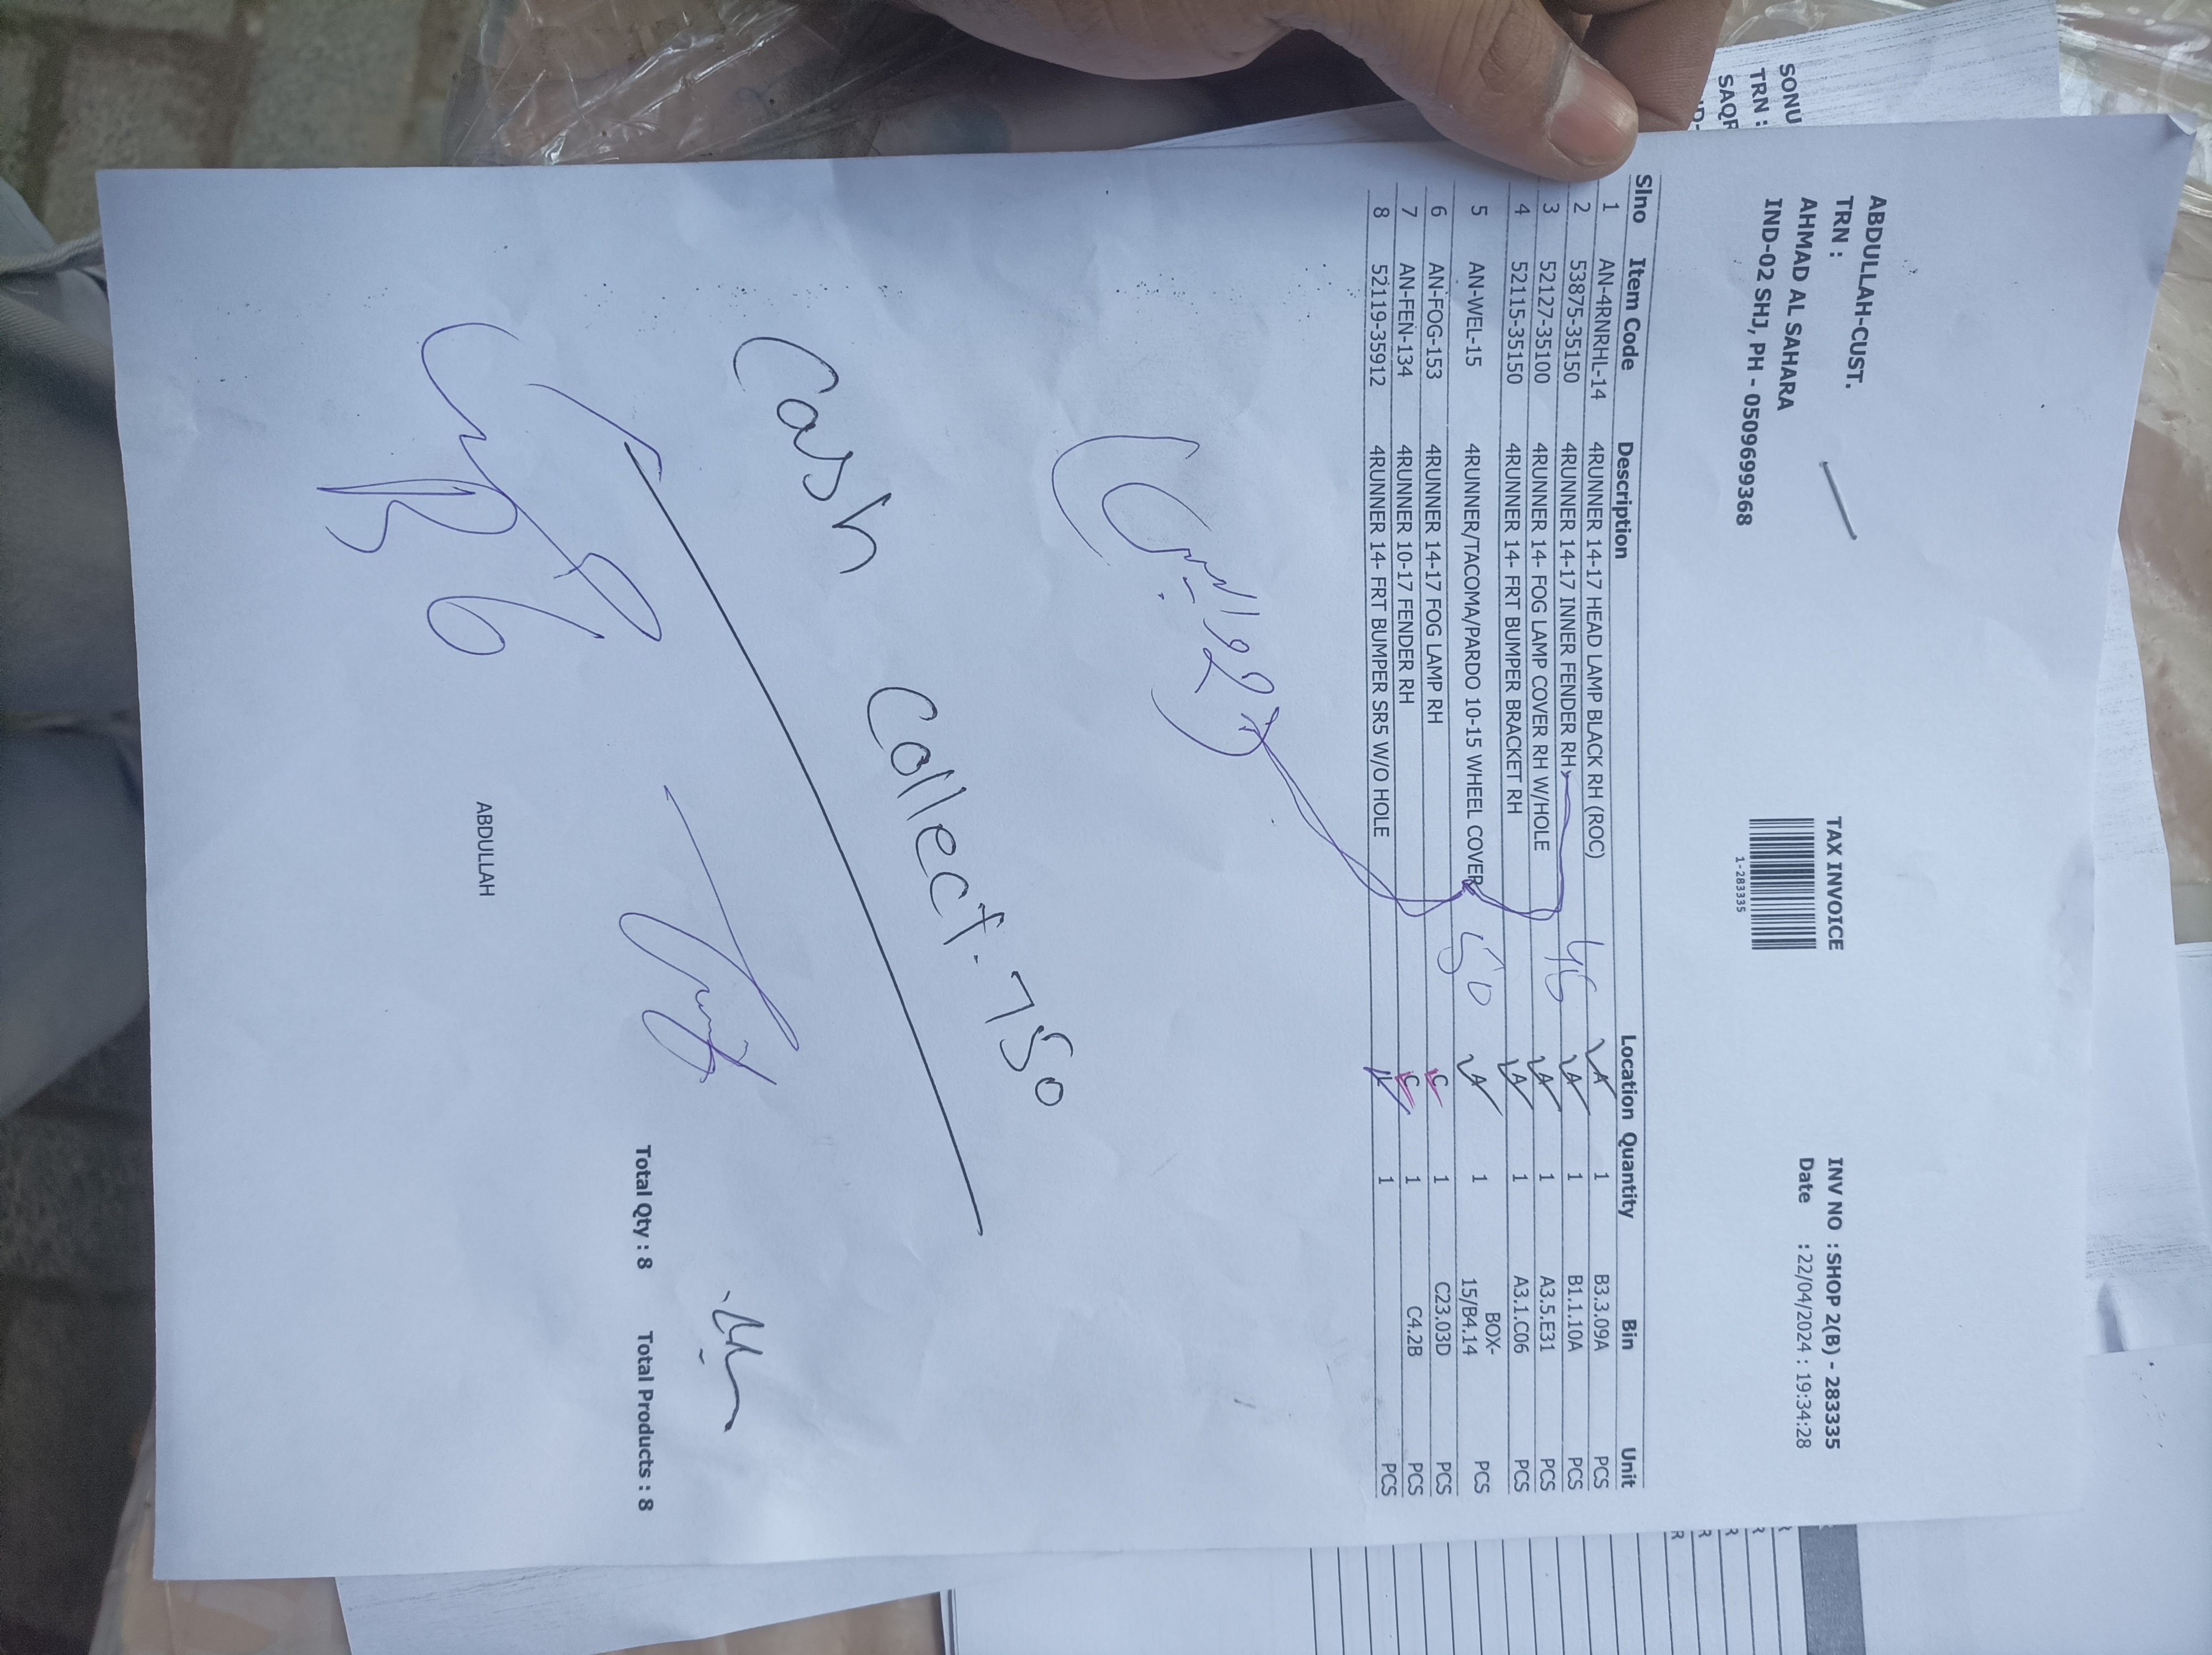 SONU
TRN :
SAQR
ABDULLAH-CUST.
TRN :
AHMAD AL SAHARA
IND-02 SHJ, PH - 0509699368
TAX INVOICE
1-283335
INV NO : SHOP 2(B) - 283335
Date : 22/04/2024 : 19:34:28
Slno Item Code Description Location Quantity Bin Unit
1 AN-4RNRHL-14 4RUNNER 14-17 HEAD LAMP BLACK RH (ROC) A 1 B3.3.09A PCS
2 53875-35150 4RUNNER 14-17 INNER FENDER RH A 1 B1.1.10A PCS
3 52127-35100 4RUNNER 14- FOG LAMP COVER RH W/HOLE A 1 A3.5.E31 PCS
4 52115-35150 4RUNNER 14- FRT BUMPER BRACKET RH A 1 A3.1.C06 PCS
5 AN-WEL-15 4RUNNER/TACOMA/PARDO 10-15 WHEEL COVER 50 A 1 BOX-
15/B4.14 PCS
6 AN-FOG-153 4RUNNER 14-17 FOG LAMP RH C 1 C23.03D PCS
7 AN-FEN-134 4RUNNER 10-17 FENDER RH C 1 C4.2B PCS
8 52119-35912 4RUNNER 14- FRT BUMPER SR5 W/O HOLE 1 PCS
Cash Collect. 750
B6
Total Qty : 8 Total Products : 8
ABDULLAH